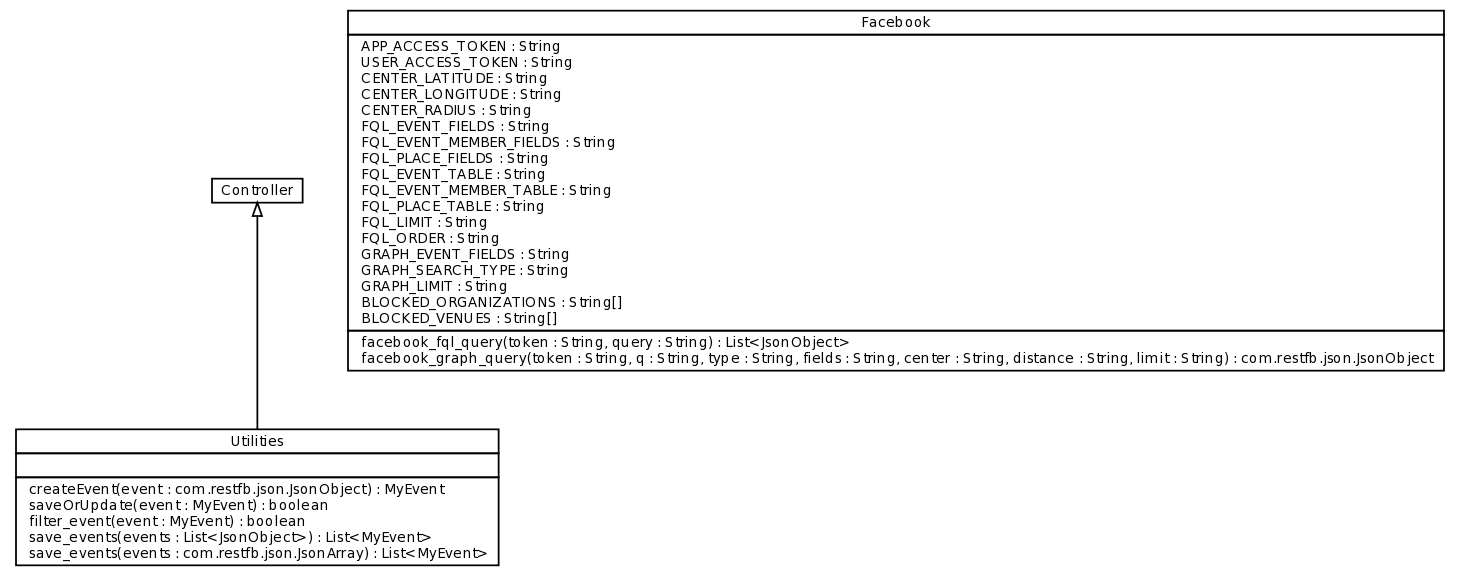 Facebook
APP_ACCESS_TOKEN : String
USER_ACCESS_TOKEN : String
CENTER_LATITUDE : String
CENTER_LONGITUDE : String
CENTER_RADIUS : String
FQL_EVENT_FIELDS : String
FQL_EVENT_MEMBER_FIELDS : String
FQL_PLACE_FIELDS : String
FQL_EVENT_TABLE : String
FQL_EVENT_MEMBER_TABLE : String
FQL_PLACE_TABLE : String
FQL_LIMIT : String
FQL_ORDER : String
GRAPH_EVENT_FIELDS : String
GRAPH_SEARCH_TYPE : String
GRAPH_LIMIT : String
BLOCKED_ORGANIZATIONS : String[]
BLOCKED_VENUES : String[]
facebook_fql_query(token : String, query : String) : List<JsonObject>
facebook_graph_query(token : String, q : String, type : String, fields : String, center : String, distance : String, limit : String) : com.restfb.json.JsonObject
Controller
Utilities
createEvent(event : com.restfb.json.JsonObject) : MyEvent
saveOrUpdate(event : MyEvent) : boolean
filter_event(event : MyEvent) : boolean
save_events(events : List<JsonObject>) : List<MyEvent>
save_events(events : com.restfb.json.JsonArray) : List<MyEvent>